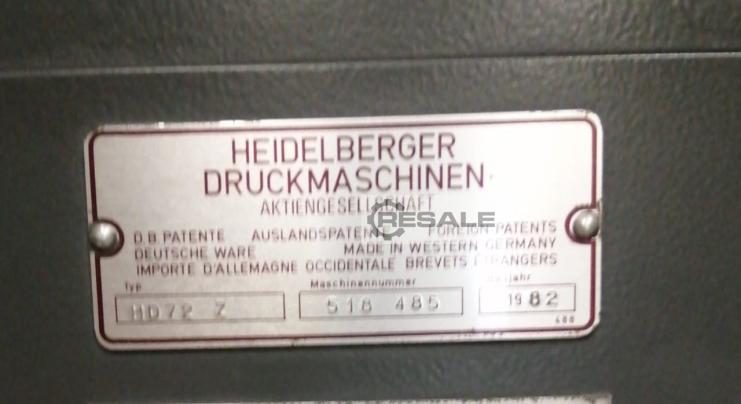 HEIDELBERGER
DRUCKMASCHINEN
AKTIENGESELLSCHAFT
RESALE
D.B. PATENTE AUSLANDSPATENTE FOREIGN PATENTS
DEUTSCHE WARE MADE IN WESTERN GERMANY
IMPORTE D'ALLEMAGNE OCCIDENTALE BREVETS ETRANGERS
Typ Maschinennummer Baujahr
MD72 Z 518 485 1982